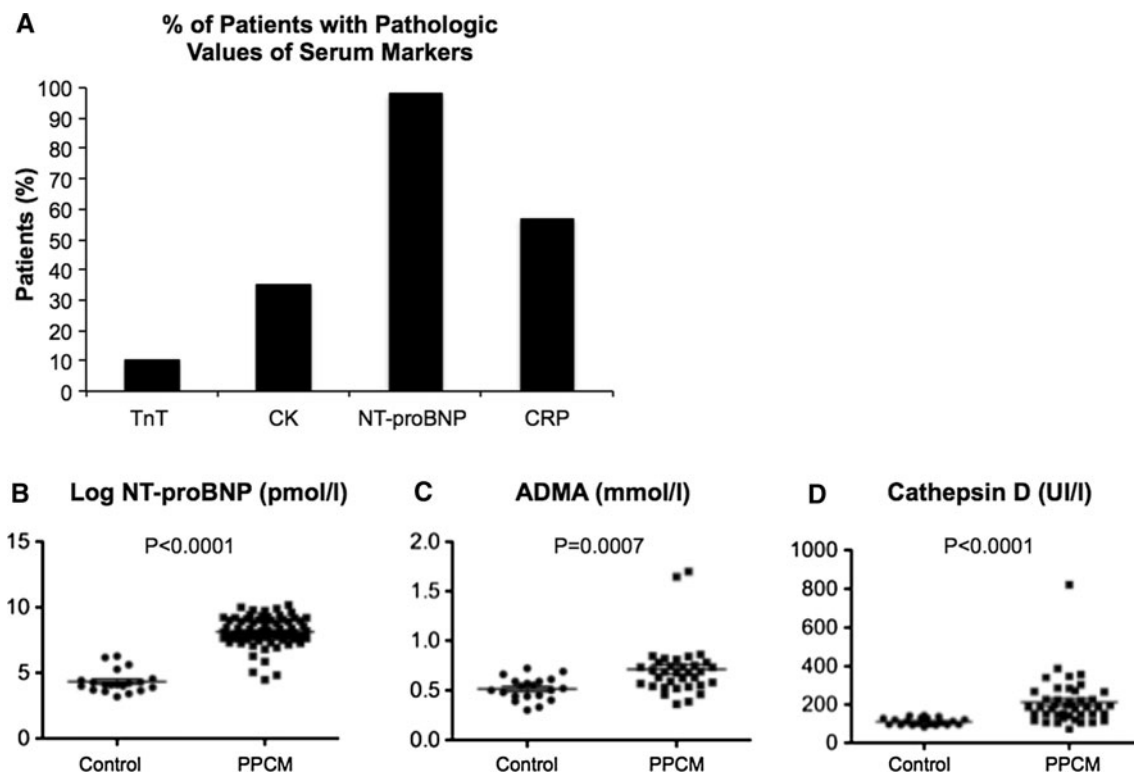 A
% of Patients with Pathologic
Values of Serum Markers
Patients (%)
100
90
80
70
60
50
40
30
20
10
0
TnT CK NT-proBNP CRP
B Log NT-proBNP (pmol/l)
P<0.0001
15
10
5
0
Control PPCM
C ADMA (mmol/l)
P=0.0007
2.0
1.5
1.0
0.5
0.0
Control PPCM
D Cathepsin D (UI/l)
P<0.0001
1000
800
600
400
200
0
Control PPCM